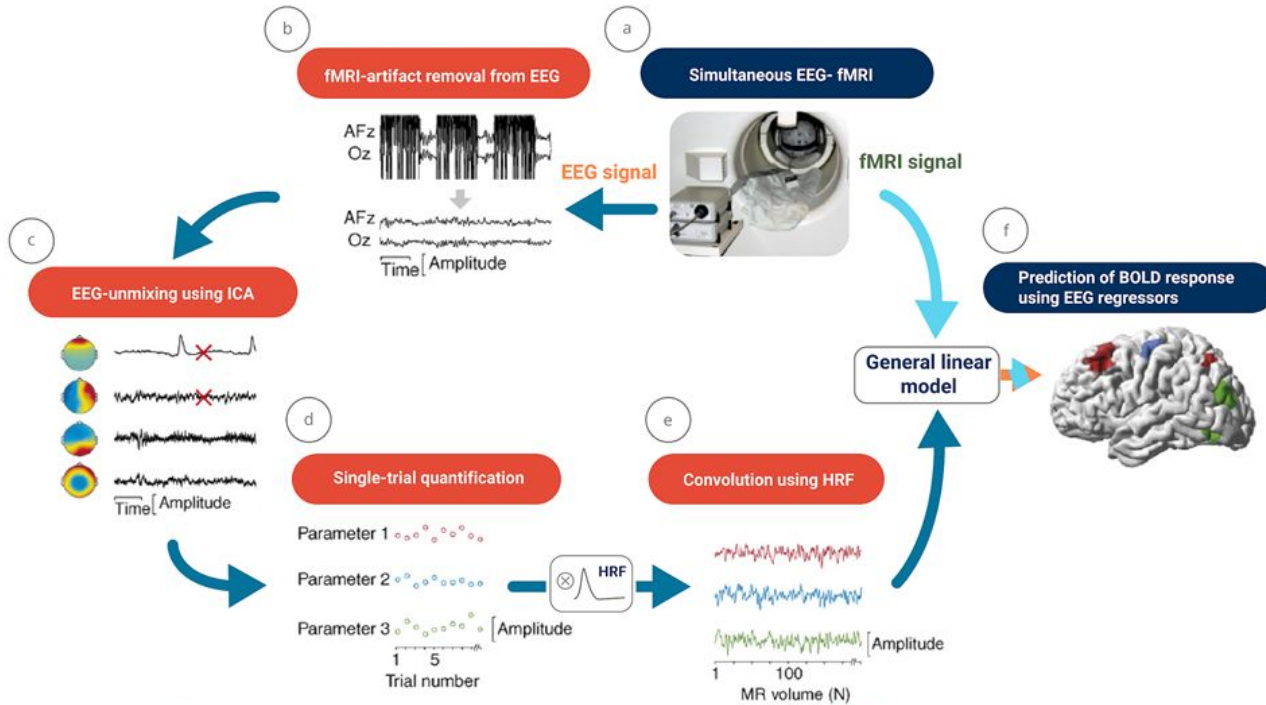 b
fMRI-artifact removal from EEG
AFz
Oz
AFz
Oz
Time
Amplitude
a
Simultaneous EEG- fMRI
EEG signal
fMRI signal
c
EEG-unmixing using ICA
Time
Amplitude
d
Single-trial quantification
Parameter 1
Parameter 2
Parameter 3
Amplitude
1 5
Trial number
HRF
e
Convolution using HRF
Amplitude
1 100
MR volume (N)
General linear
model
f
Prediction of BOLD response
using EEG regressors